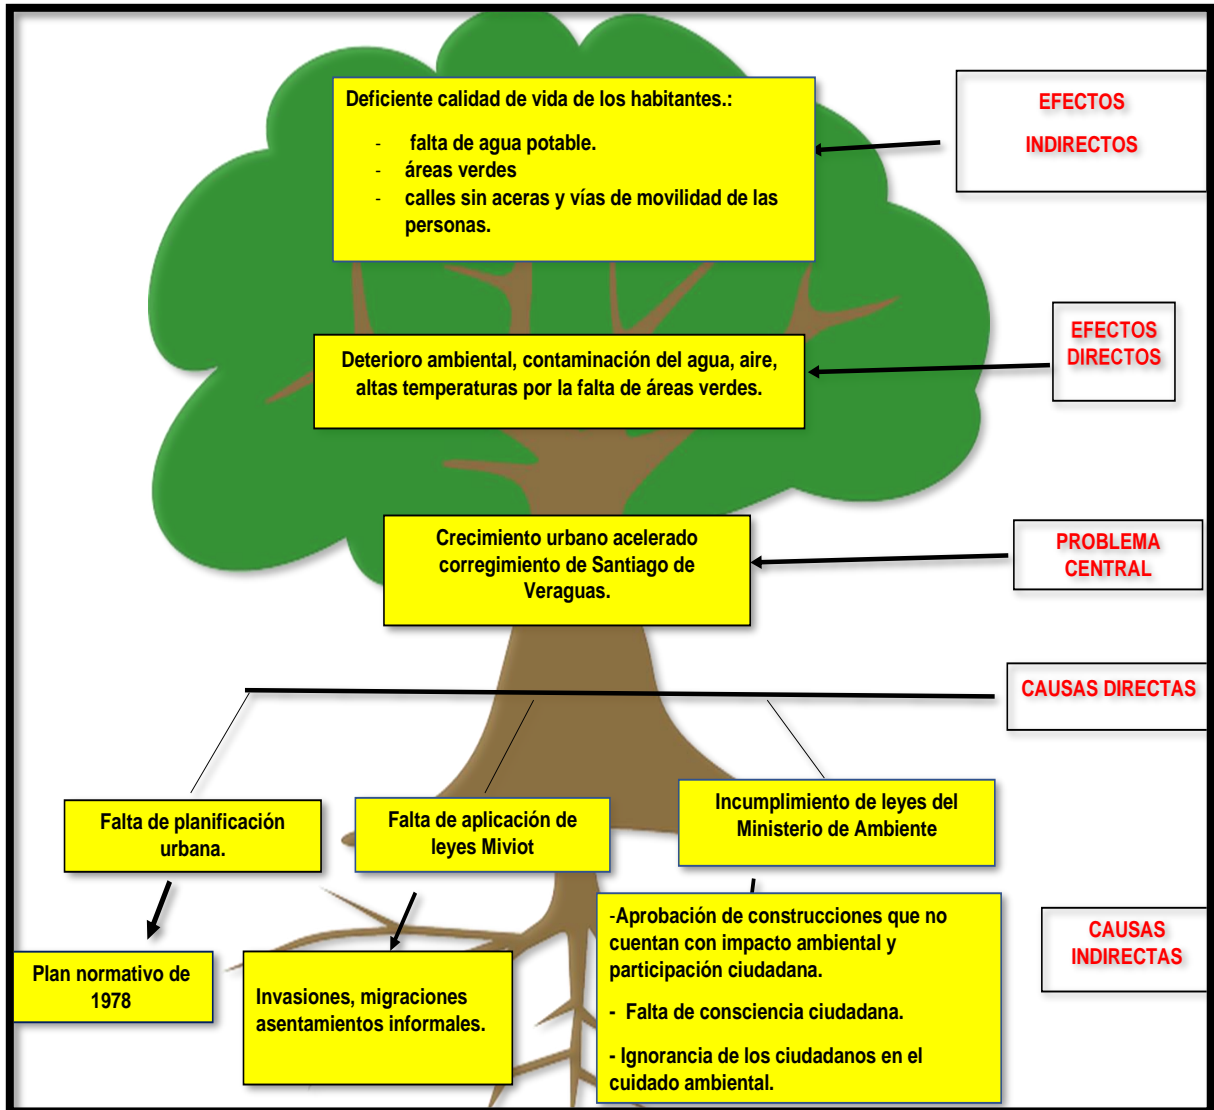 Deficiente calidad de vida de los habitantes.:
- falta de agua potable.
- áreas verdes
- calles sin aceras y vías de movilidad de las
personas.
EFECTOS
INDIRECTOS
Deterioro ambiental, contaminación del agua, aire,
altas temperaturas por la falta de áreas verdes.
EFECTOS
DIRECTOS
Crecimiento urbano acelerado
corregimiento de Santiago de
Veraguas.
PROBLEMA
CENTRAL
CAUSAS DIRECTAS
Falta de planificación
urbana.
Falta de aplicación de
leyes Miviot
Incumplimiento de leyes del
Ministerio de Ambiente
Plan normativo de
1978
Invasiones, migraciones
asentamientos informales.
-Aprobación de construcciones que no
cuentan con impacto ambiental y
participación ciudadana.
- Falta de consciencia ciudadana.
- Ignorancia de los ciudadanos en el
cuidado ambiental.
CAUSAS
INDIRECTAS